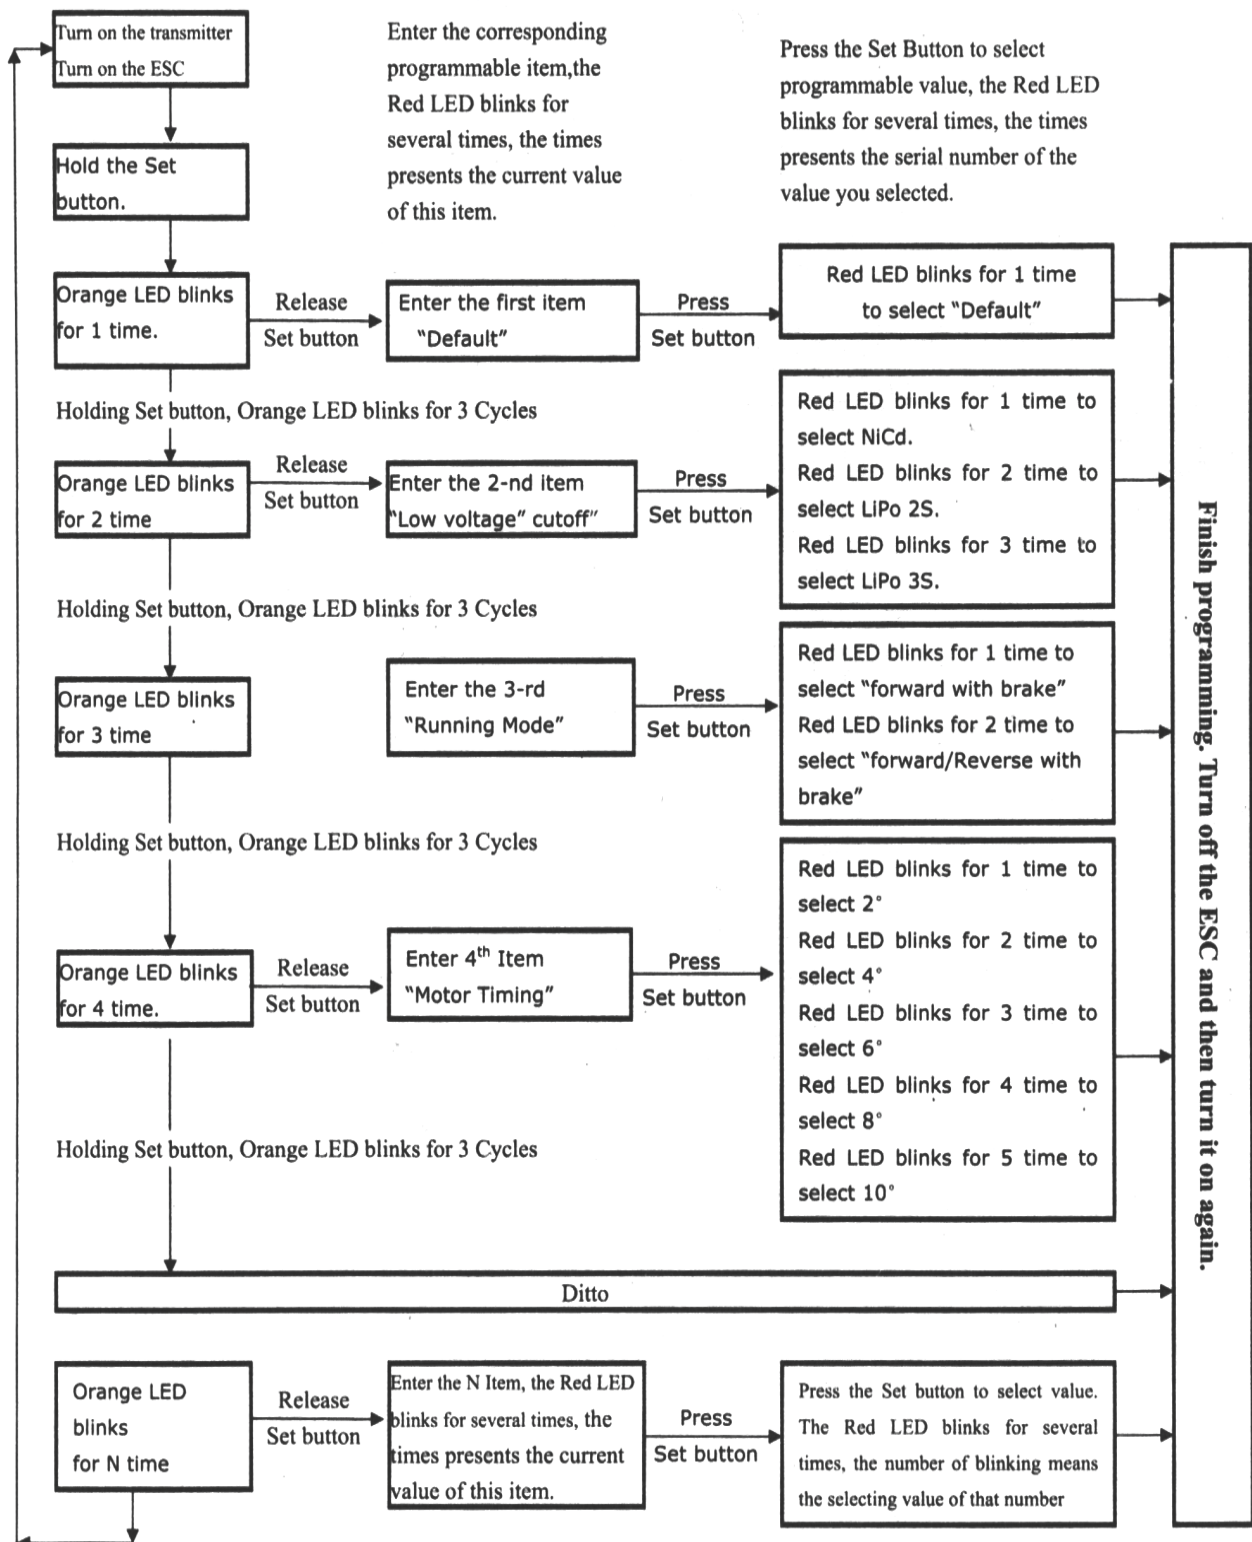 Turn on the transmitter
Turn on the ESC
Enter the corresponding
programmable item,the
Red LED blinks for
several times, the times
presents the current value
of this item.
Press the Set Button to select
programmable value, the Red LED
blinks for several times, the times
presents the serial number of the
value you selected.
Hold the Set
button.
Orange LED blinks
for 1 time.
Release
Set button
Enter the first item
“Default”
Press
Set button
Red LED blinks for 1 time
to select “Default”
Holding Set button, Orange LED blinks for 3 Cycles
Orange LED blinks
for 2 time
Release
Set button
Enter the 2-nd item
“Low voltage” cutoff”
Press
Set button
Red LED blinks for 1 time to
select NiCd.
Red LED blinks for 2 time to
select LiPo 2S.
Red LED blinks for 3 time to
select LiPo 3S.
Holding Set button, Orange LED blinks for 3 Cycles
Orange LED blinks
for 3 time
Enter the 3-rd
“Running Mode”
Press
Set button
Red LED blinks for 1 time to
select “forward with brake”
Red LED blinks for 2 time to
select “forward/Reverse with
brake”
Holding Set button, Orange LED blinks for 3 Cycles
Orange LED blinks
for 4 time.
Release
Set button
Enter 4th Item
“Motor Timing”
Press
Set button
Red LED blinks for 1 time to
select 2°
Red LED blinks for 2 time to
select 4°
Red LED blinks for 3 time to
select 6°
Red LED blinks for 4 time to
select 8°
Red LED blinks for 5 time to
select 10°
Holding Set button, Orange LED blinks for 3 Cycles
Ditto
Orange LED
blinks
for N time
Release
Set button
Enter the N Item, the Red LED
blinks for several times, the
times presents the current
value of this item.
Press
Set button
Press the Set button to select value.
The Red LED blinks for several
times, the number of blinking means
the selecting value of that number
Finish programming. Turn off the ESC and then turn it on again.